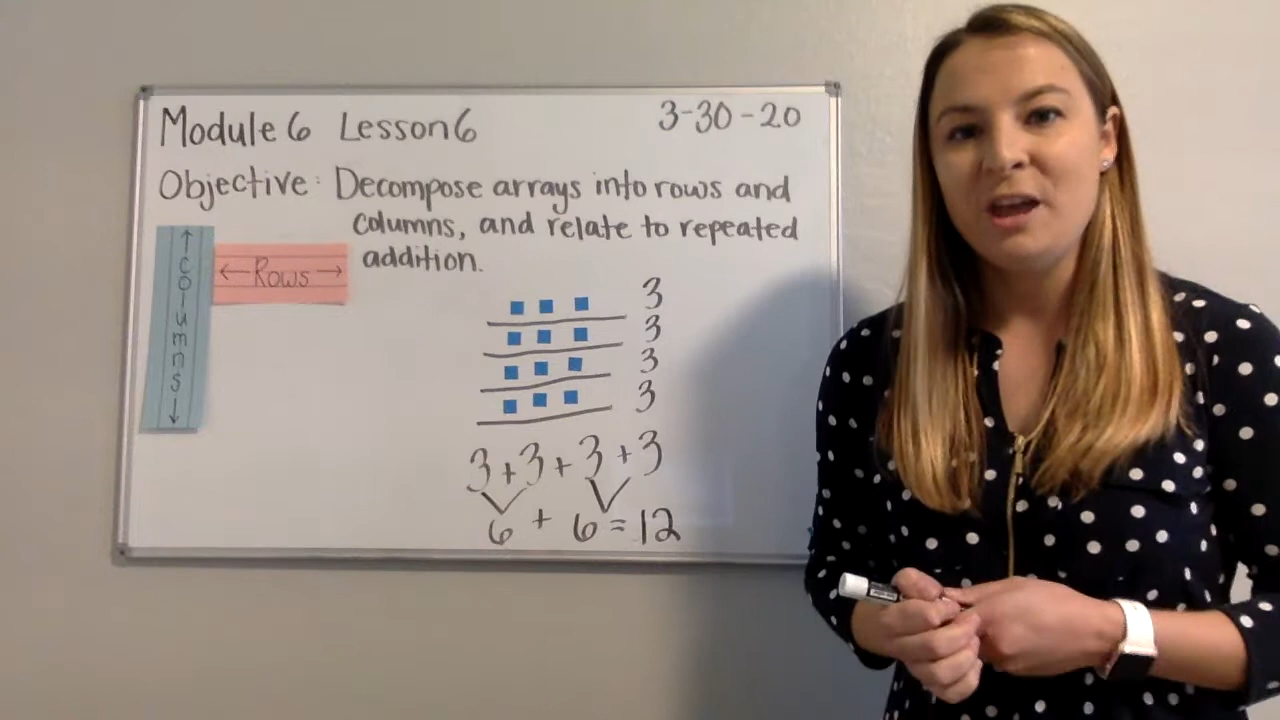 Module 6 Lesson 6 3-30-20
Objective: Decompose arrays into rows and
columns, and relate to repeated
addition.
Columns
Rows
3
3
3
3
3+3+3+3
6+6=12